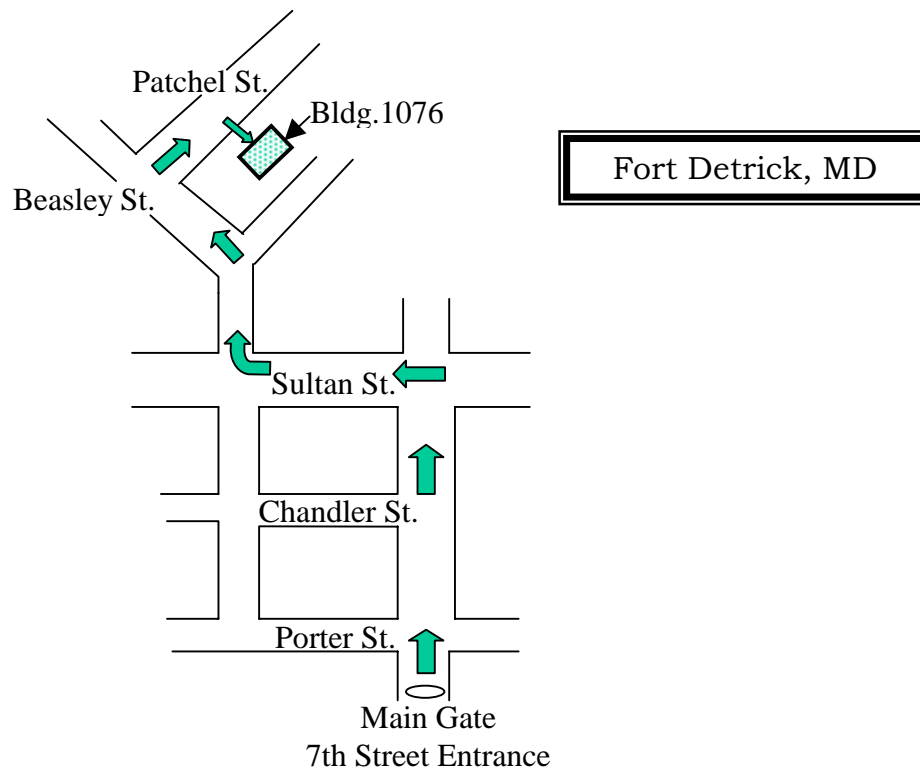 Patchel St.
Bldg.1076
Fort Detrick, MD
Beasley St.
Sultan St.
Chandler St.
Porter St.
Main Gate
7th Street Entrance